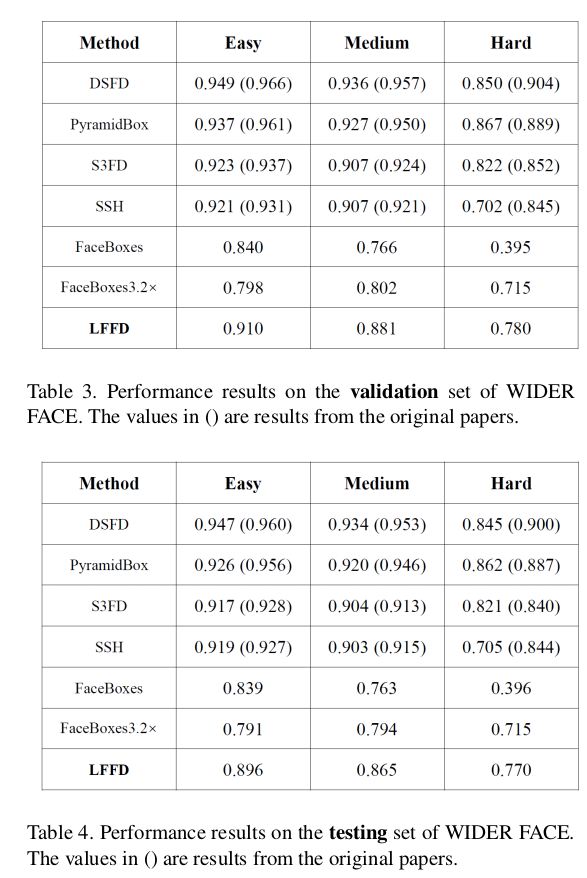 Method Easy Medium Hard
DSFD 0.949 (0.966) 0.936 (0.957) 0.850 (0.904)
PyramidBox 0.937 (0.961) 0.927 (0.950) 0.867 (0.889)
S3FD 0.923 (0.937) 0.907 (0.924) 0.822 (0.852)
SSH 0.921 (0.931) 0.907 (0.921) 0.702 (0.845)
FaceBoxes 0.840 0.766 0.395
FaceBoxes3.2× 0.798 0.802 0.715
LFFD 0.910 0.881 0.780
Table 3. Performance results on the validation set of WIDER
FACE. The values in () are results from the original papers.
Method Easy Medium Hard
DSFD 0.947 (0.960) 0.934 (0.953) 0.845 (0.900)
PyramidBox 0.926 (0.956) 0.920 (0.946) 0.862 (0.887)
S3FD 0.917 (0.928) 0.904 (0.913) 0.821 (0.840)
SSH 0.919 (0.927) 0.903 (0.915) 0.705 (0.844)
FaceBoxes 0.839 0.763 0.396
FaceBoxes3.2× 0.791 0.794 0.715
LFFD 0.896 0.865 0.770
Table 4. Performance results on the testing set of WIDER FACE.
The values in () are results from the original papers.